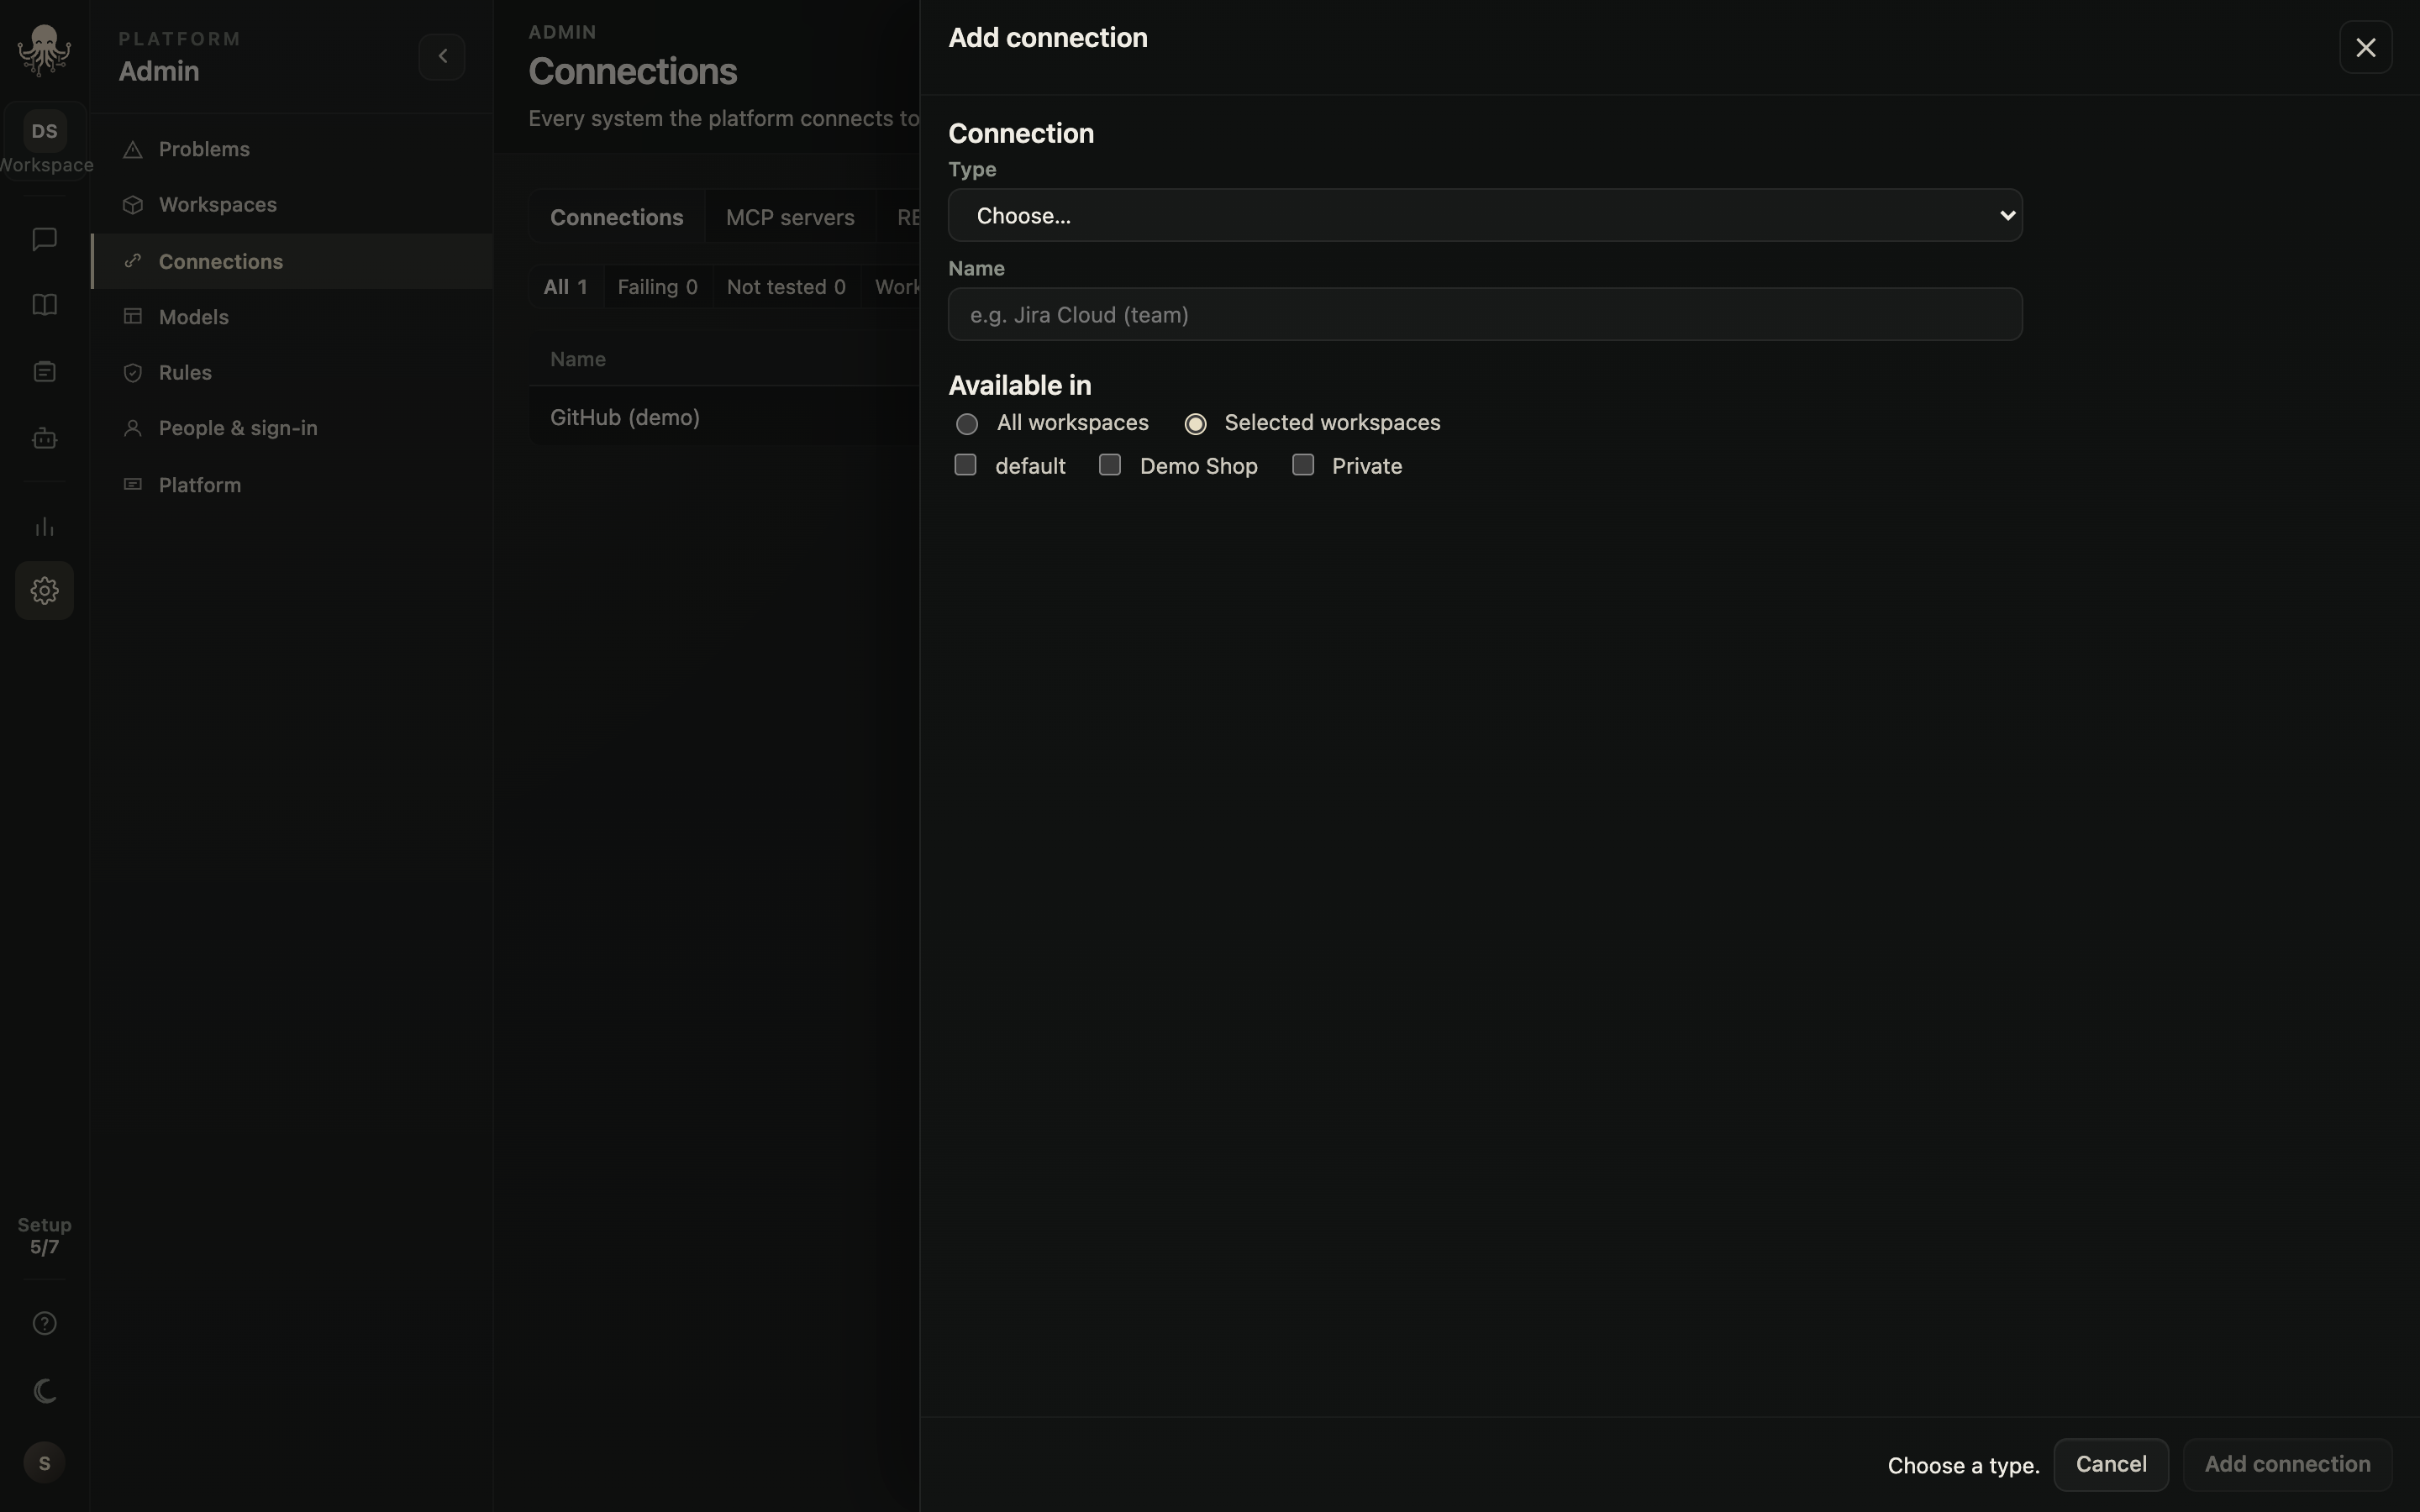 PLATFORM
Admin
DS
Workspace
Problems
Workspaces
Connections
Models
Rules
People & sign-in
Platform
Setup
5/7
S
ADMIN
Connections
Every system the platform connects to
Connections MCP servers RE
All 1 Failing 0 Not tested 0 Work
Name
GitHub (demo)
Add connection
Connection
Type
Choose...
Name
e.g. Jira Cloud (team)
Available in
All workspaces Selected workspaces
default Demo Shop Private
Choose a type. Cancel Add connection